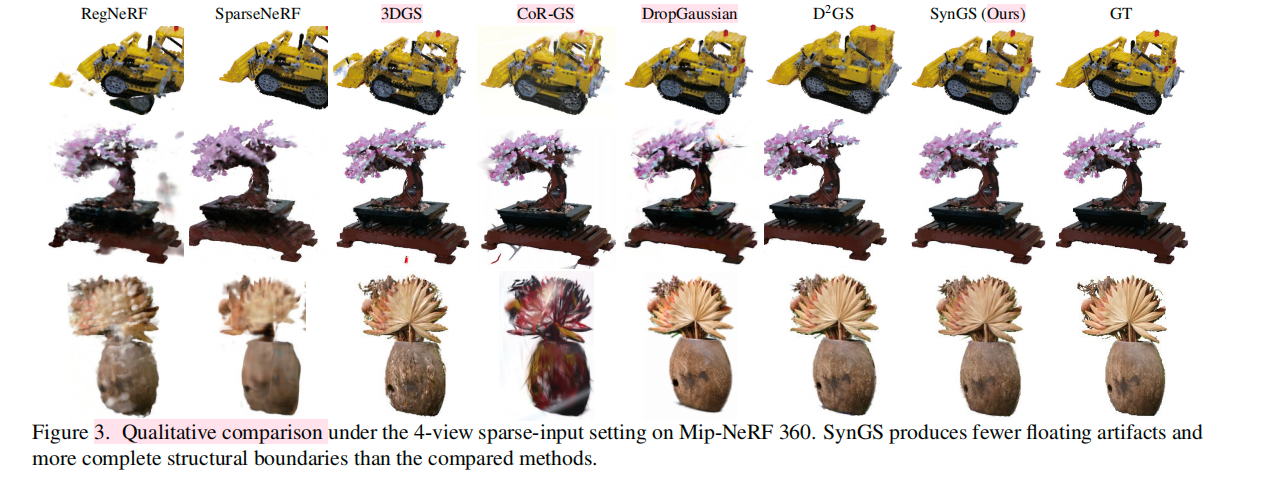 RegNeRF SparseNeRF 3DGS CoR-GS DropGaussian D²GS SynGS (Ours) GT
Figure 3. Qualitative comparison under the 4-view sparse-input setting on Mip-NeRF 360. SynGS produces fewer floating artifacts and
more complete structural boundaries than the compared methods.